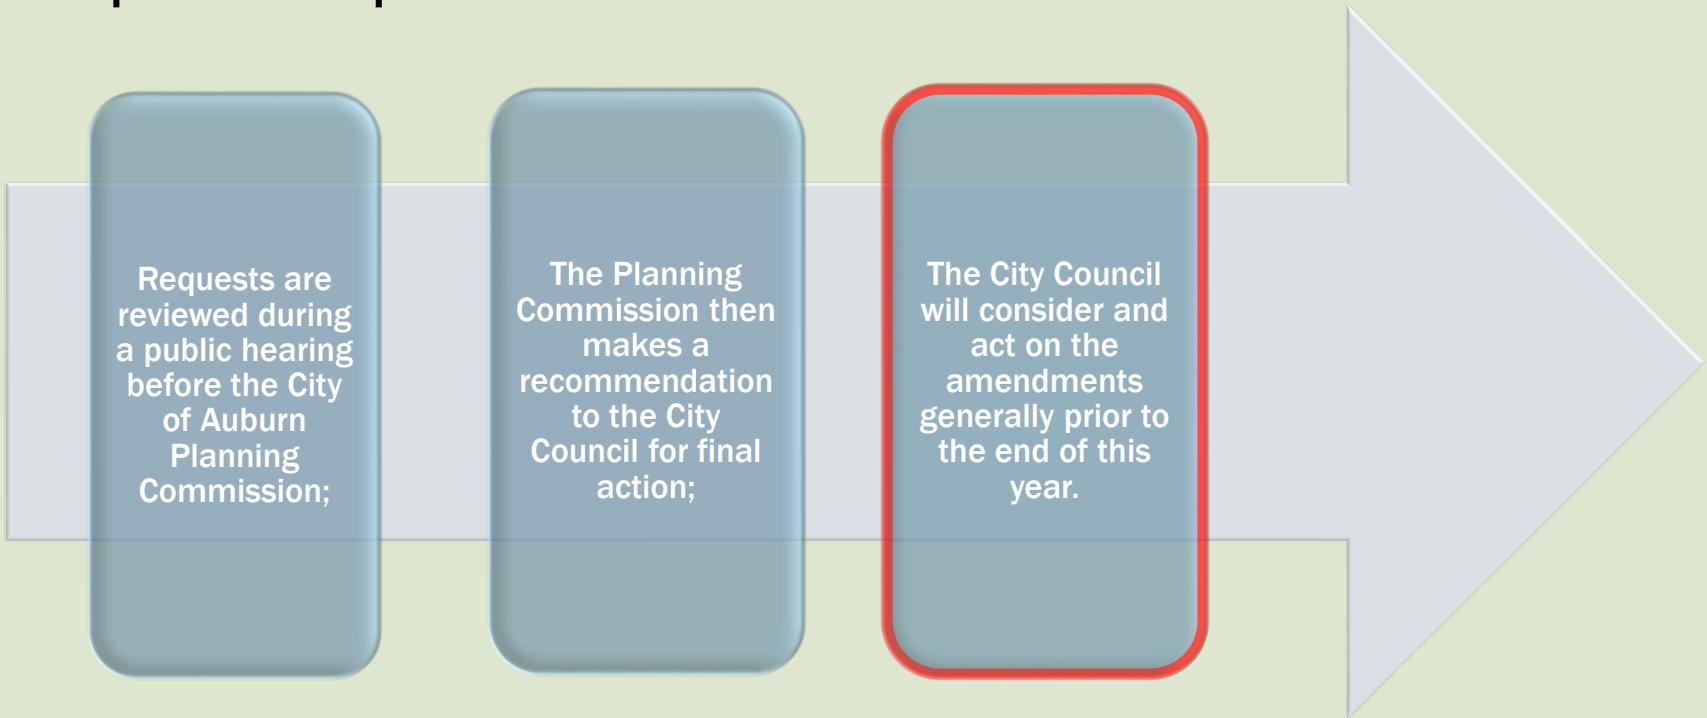 Requests are
reviewed during
a public hearing
before the City
of Auburn
Planning
Commission;
The Planning
Commission then
makes a
recommendation
to the City
Council for final
action;
The City Council
will consider and
act on the
amendments
generally prior to
the end of this
year.